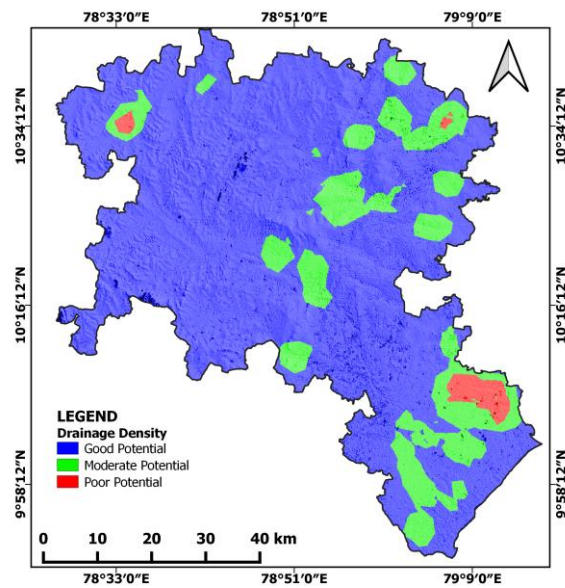 78°33′0″E 78°51′0″E 79°9′0″E
10°34′12″N 10°34′12″N
10°16′12″N 10°16′12″N
9°58′12″N 9°58′12″N
LEGEND
Drainage Density
Good Potential
Moderate Potential
Poor Potential
0 10 20 30 40 km
78°33′0″E 78°51′0″E 79°9′0″E